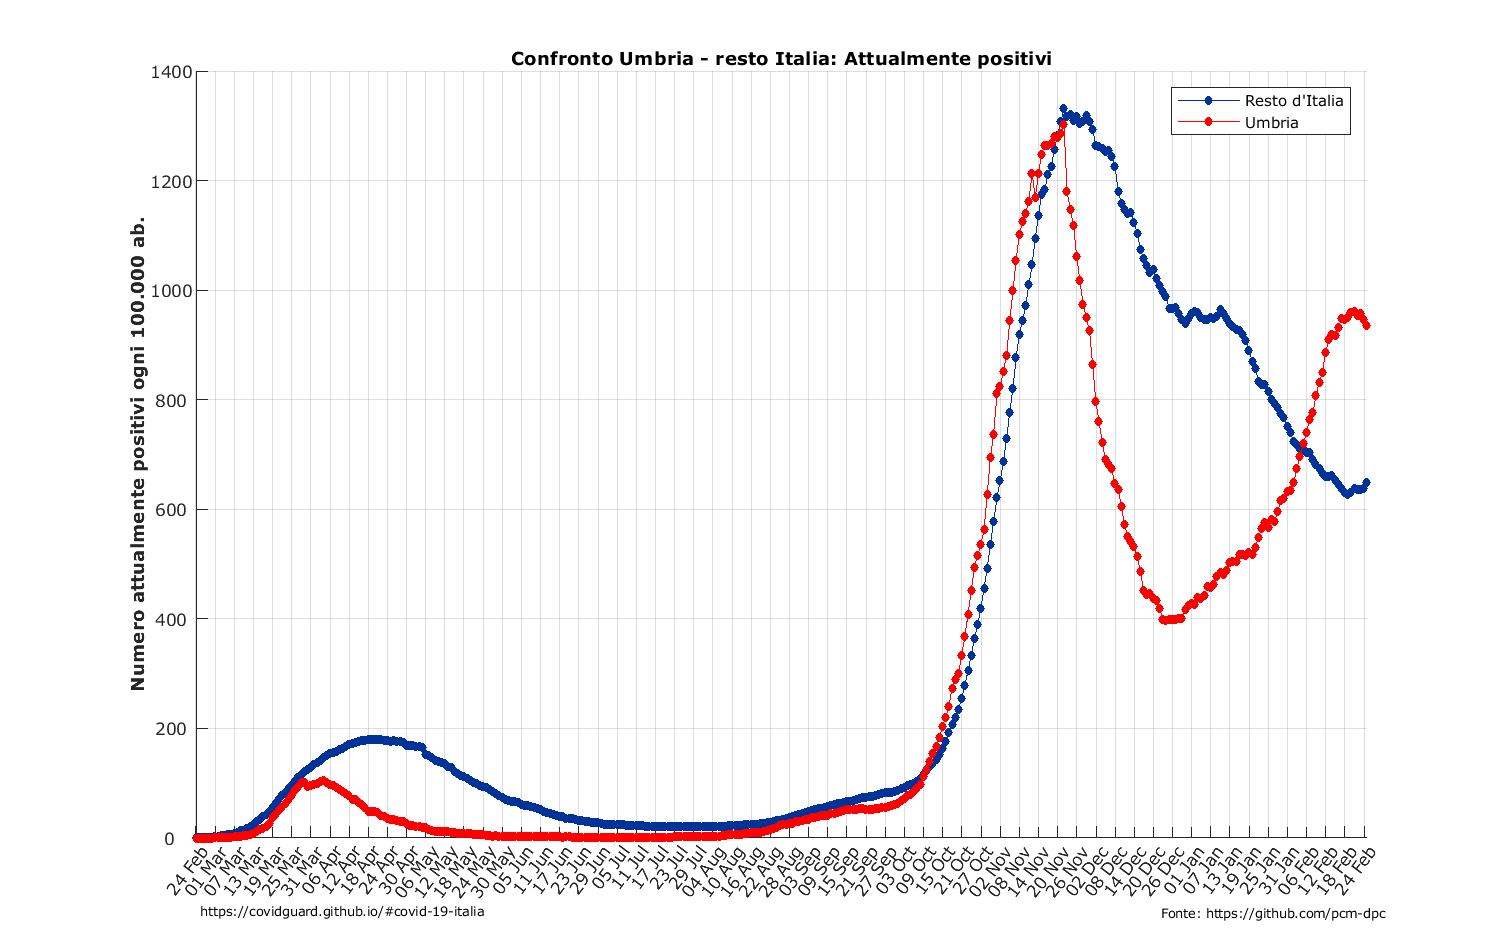 Confronto Umbria - resto Italia: Attualmente positivi
Numero attualmente positivi ogni 100.000 ab.
1400
1200
1000
800
600
400
200
0
Resto d'Italia
Umbria
24 Feb
01 Mar
07 Mar
13 Mar
19 Mar
25 Mar
31 Mar
06 Apr
12 Apr
18 Apr
24 Apr
30 Apr
06 May
12 May
18 May
24 May
30 May
05 Jun
11 Jun
17 Jun
23 Jun
29 Jun
05 Jul
11 Jul
17 Jul
23 Jul
29 Jul
04 Aug
10 Aug
16 Aug
22 Aug
28 Aug
03 Sep
09 Sep
15 Sep
21 Sep
27 Sep
03 Oct
09 Oct
15 Oct
21 Oct
27 Oct
02 Nov
08 Nov
14 Nov
20 Nov
26 Nov
02 Dec
08 Dec
14 Dec
20 Dec
26 Dec
01 Jan
07 Jan
13 Jan
19 Jan
25 Jan
31 Jan
06 Feb
12 Feb
18 Feb
24 Feb
https://covidguard.github.io/#covid-19-italia
Fonte: https://github.com/pcm-dpc